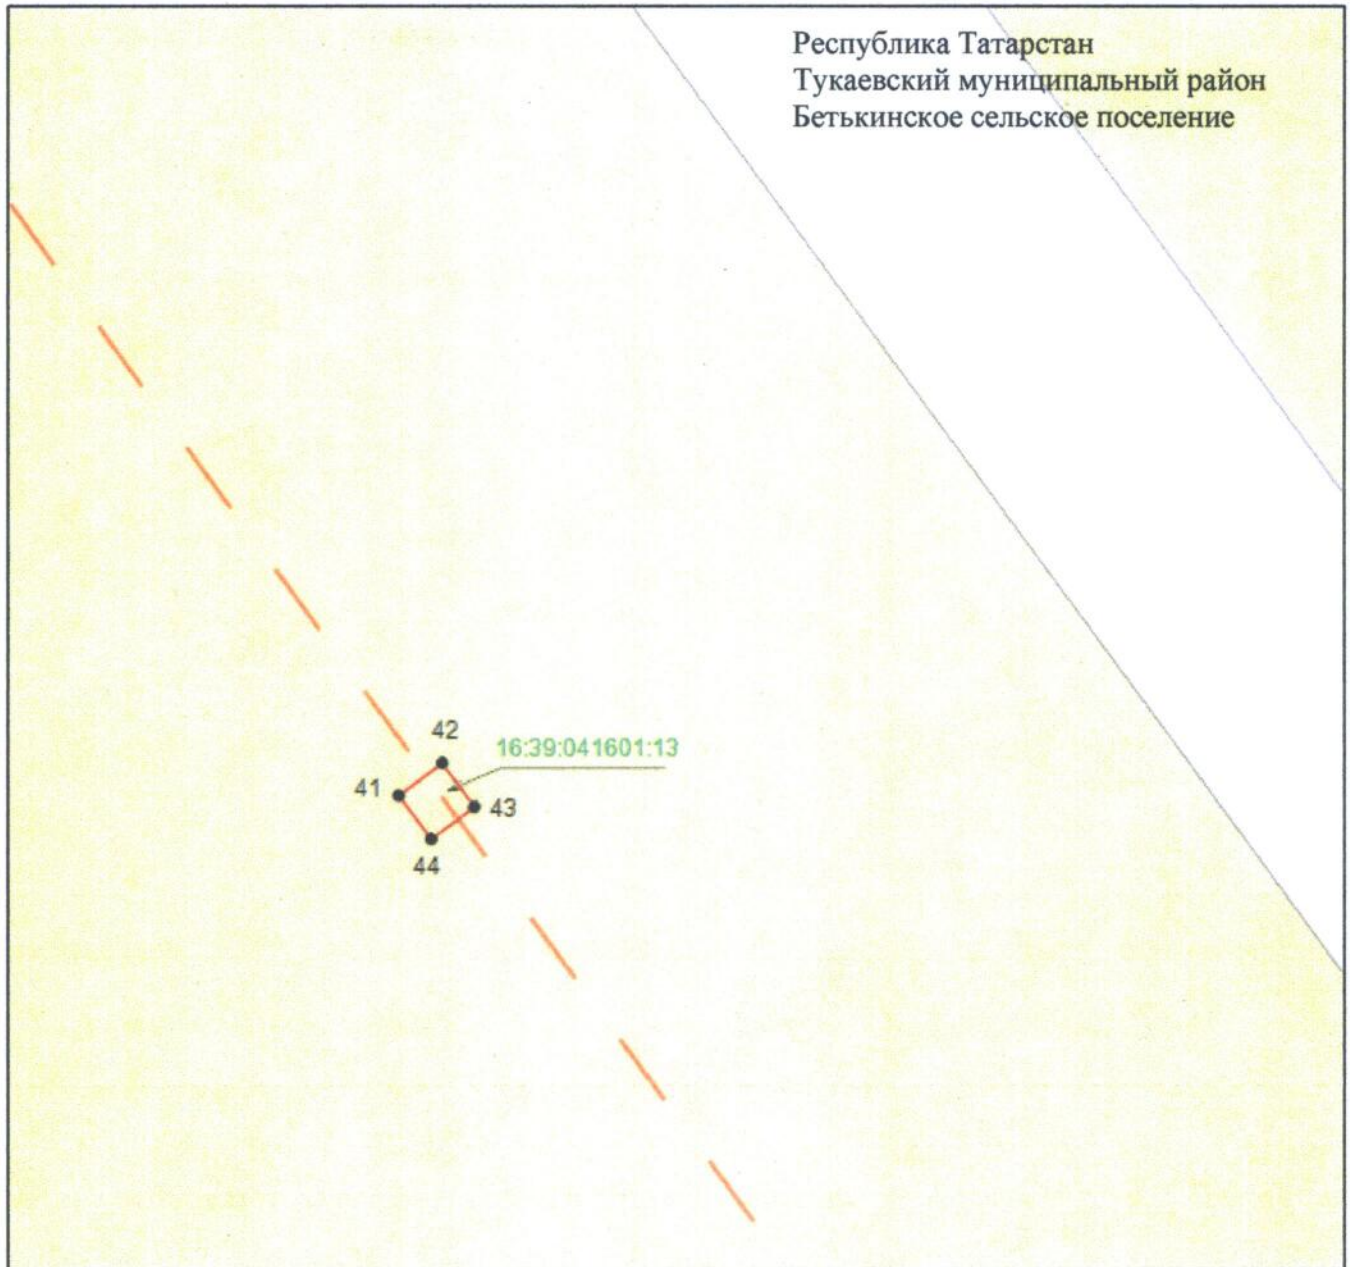 Республика Татарстан
Тукаевский муниципальный район
Бетькинское сельское поселение
42
16:39:041601:13
41
43
44